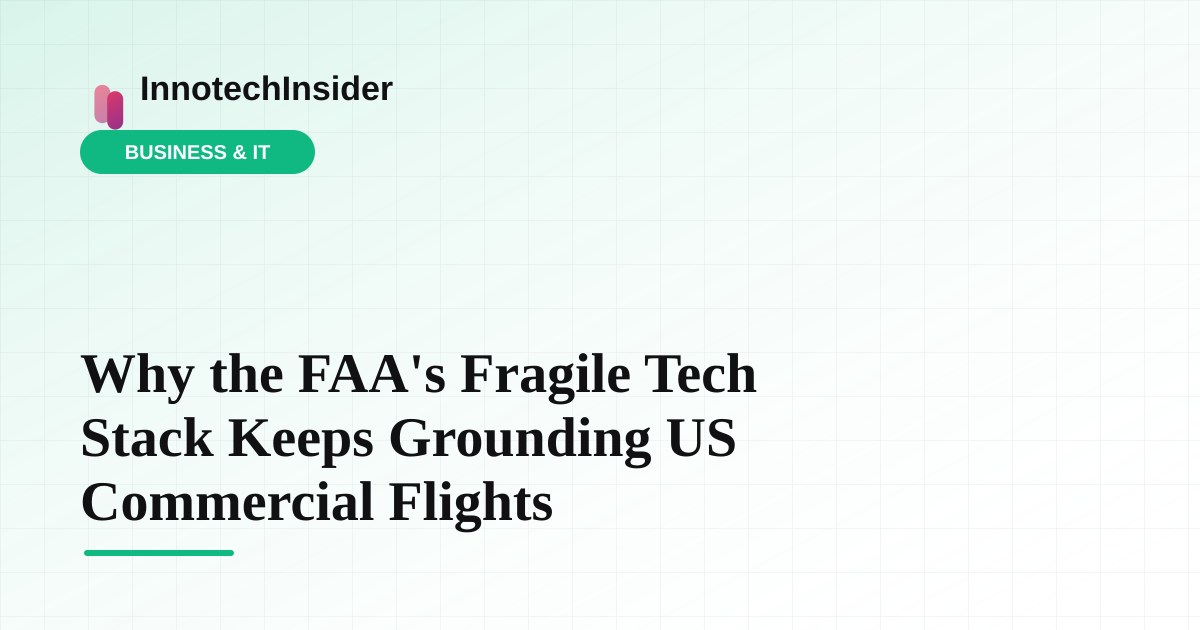 InnotechInsider
BUSINESS & IT
Why the FAA's Fragile Tech
Stack Keeps Grounding US
Commercial Flights